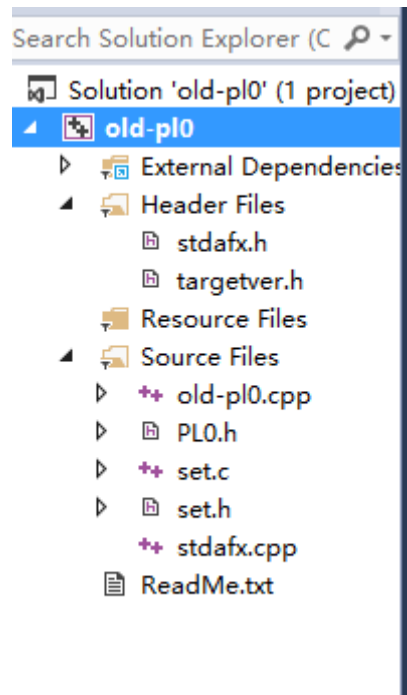 Search Solution Explorer (C
Solution 'old-pl0' (1 project)
old-pl0
External Dependencies
Header Files
stdafx.h
targetver.h
Resource Files
Source Files
old-pl0.cpp
PL0.h
set.c
set.h
stdafx.cpp
ReadMe.txt